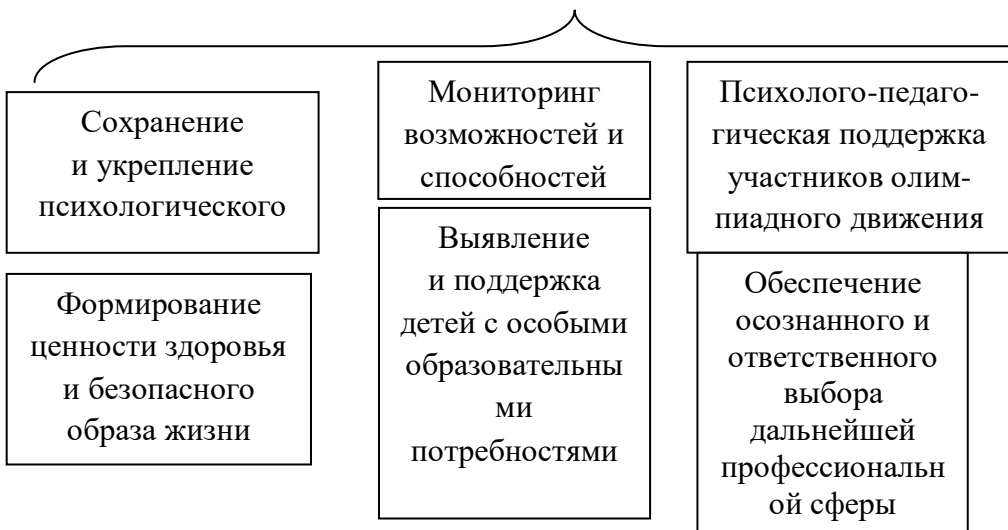 Сохранение
и укрепление
психологического
Мониторинг
возможностей и
способностей
Психолого-педаго-
гическая поддержка
участников олим-
пиадного движения
Формирование
ценности здоровья
и безопасного
образа жизни
Выявление
и поддержка
детей с особыми
образовательны
ми
потребностями
Обеспечение
осознанного и
ответственного
выбора
дальнейшей
профессиональн
ой сферы